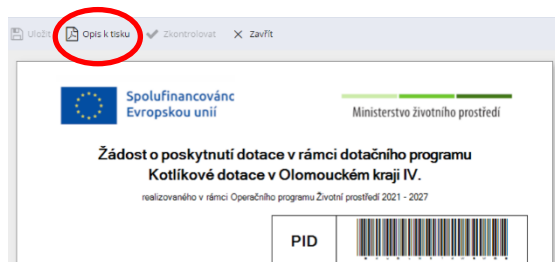 Uložit Opis k tisku Zkontrolovat Zavřít
Spolufinancovánc
Evropskou unií
Ministerstvo životního prostředí
Žádost o poskytnutí dotace v rámci dotačního programu
Kotlíkové dotace v Olomouckém kraji IV.
realizovaného v rámci Operačního programu Životní prostředí 2021 - 2027
PID